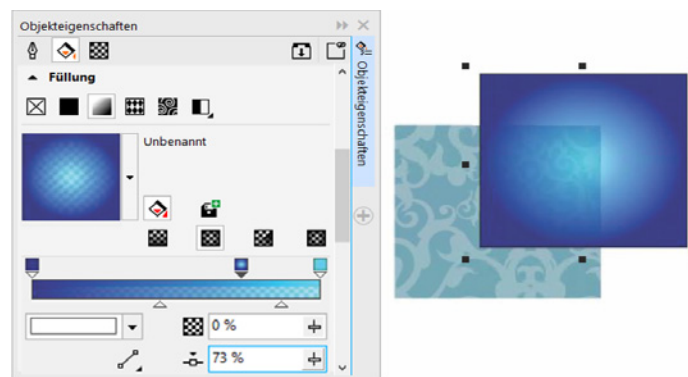 Objekteigenschaften
Füllung
Unbenannt
0 %
73 %
Objekteigenschaften